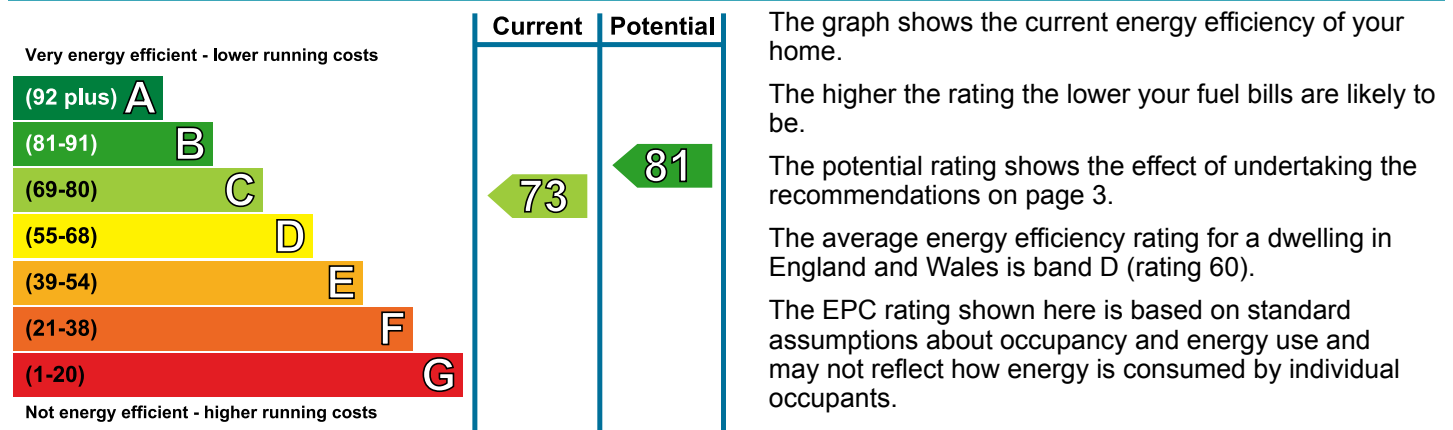 Current Potential
Very energy efficient - lower running costs
(92 plus) A
(81-91) B
(69-80) C
(55-68) D
(39-54) E
(21-38) F
(1-20) G
Not energy efficient - higher running costs
73
81
The graph shows the current energy efficiency of your
home.
The higher the rating the lower your fuel bills are likely to
be.
The potential rating shows the effect of undertaking the
recommendations on page 3.
The average energy efficiency rating for a dwelling in
England and Wales is band D (rating 60).
The EPC rating shown here is based on standard
assumptions about occupancy and energy use and
may not reflect how energy is consumed by individual
occupants.